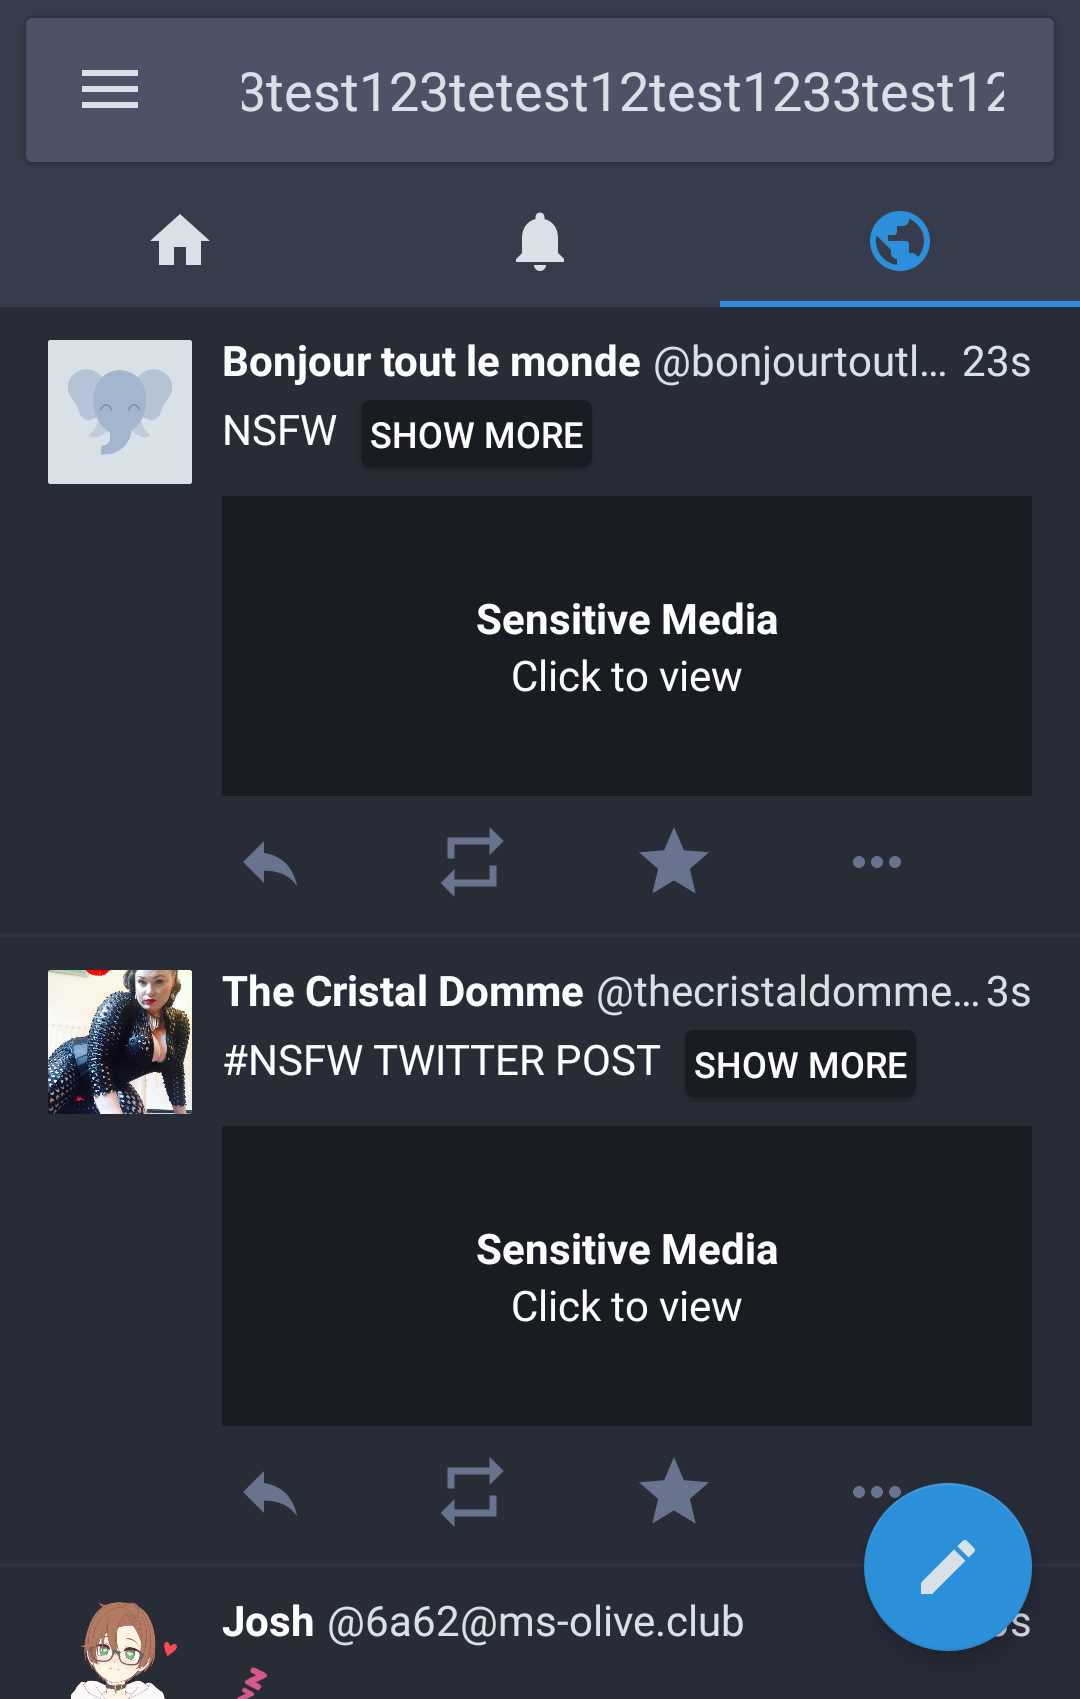 3test123tetest12test1233test12
Bonjour tout le monde @bonjourtoutl... 23s
NSFW SHOW MORE
Sensitive Media
Click to view
The Cristal Domme @thecristaldomme... 3s
#NSFW TWITTER POST SHOW MORE
Sensitive Media
Click to view
Josh @6a62@ms-olive.club